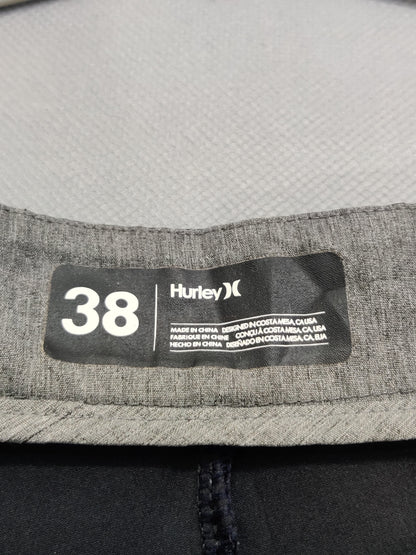 38
Hurley
MADE IN CHINA DESIGNED IN COSTA MESA, CA, USA
FABRIQUE EN CHINE CONÇU À COSTA MESA, CA, USA
HECHO EN CHINA DISEÑADO EN COSTA MESA, CA, EUA